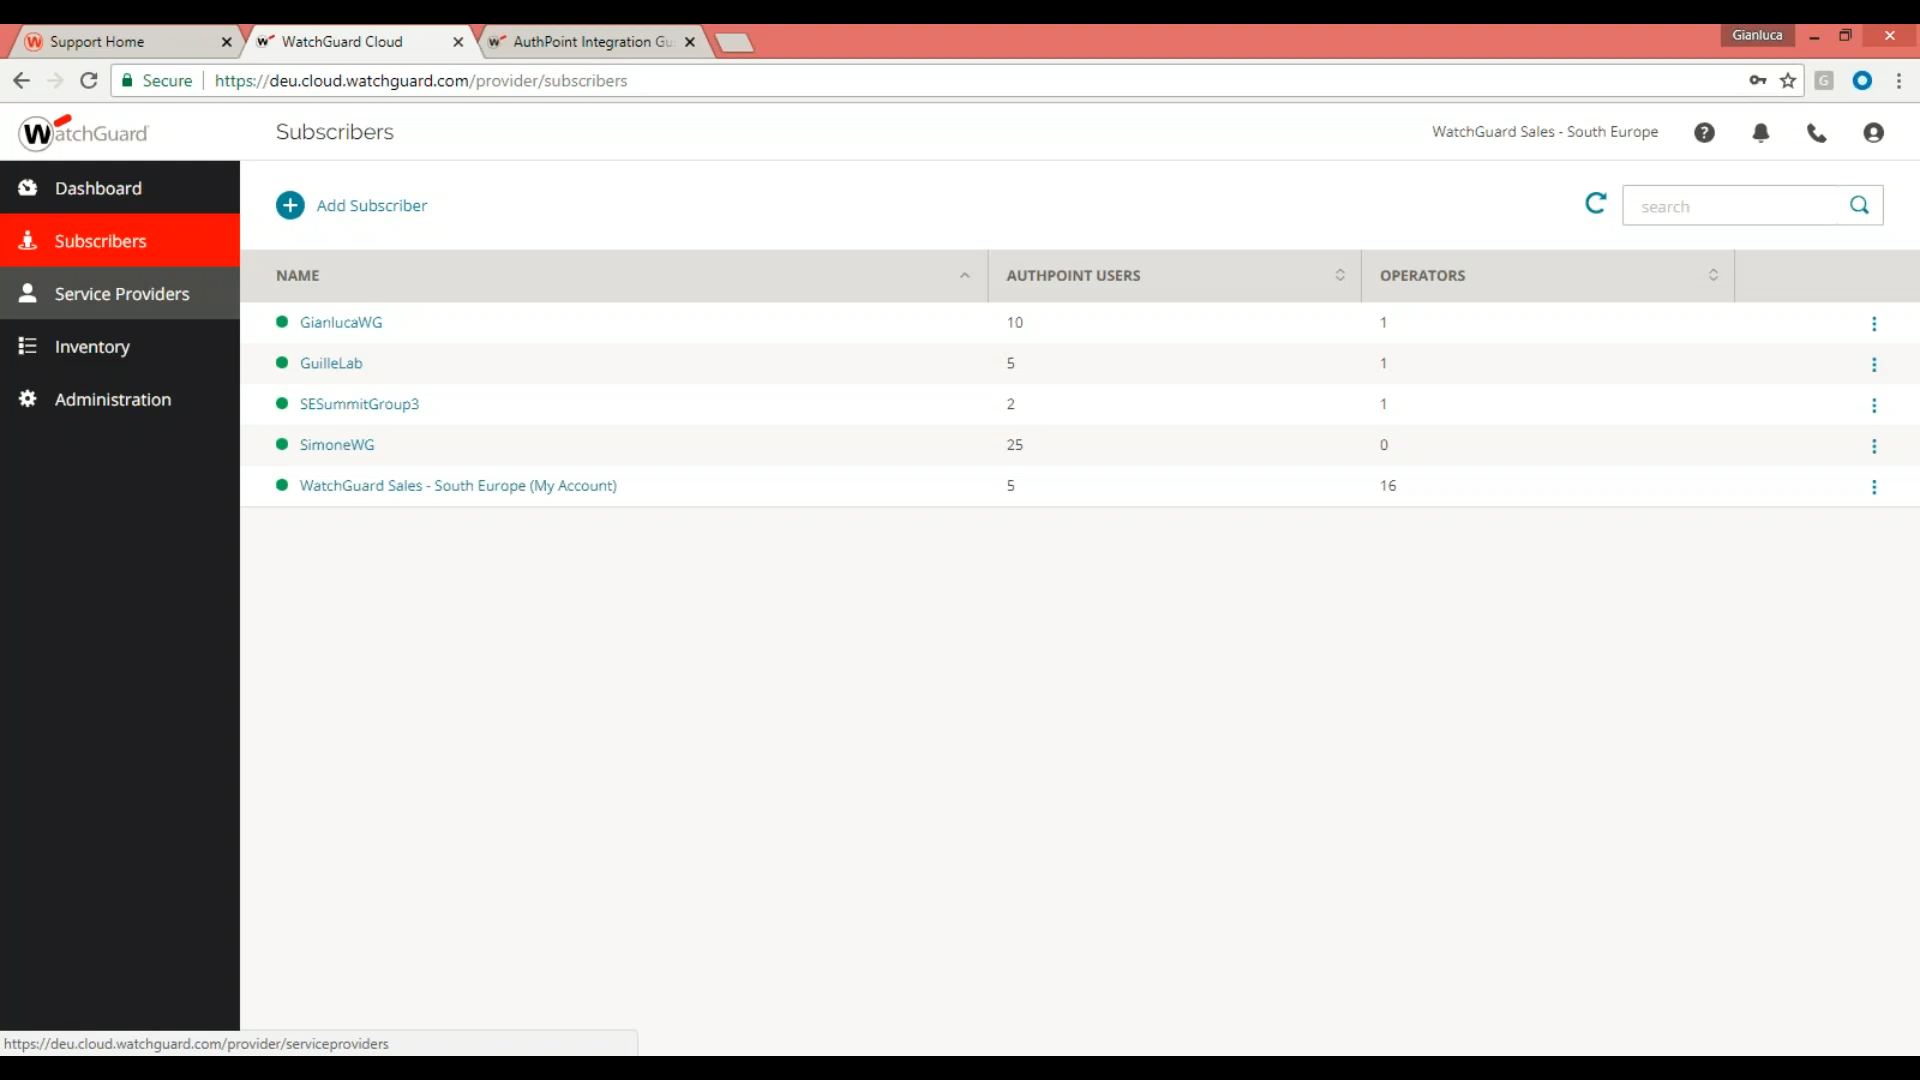 Support Home
WatchGuard Cloud
AuthPoint Integration Gu
Gianluca
Secure
https://deu.cloud.watchguard.com/provider/subscribers
G
WatchGuard
Subscribers
WatchGuard Sales - South Europe
Dashboard
Subscribers
Service Providers
Inventory
Administration
Add Subscriber
search
NAME AUTHPOINT USERS OPERATORS
GianlucaWG 10 1
GuilleLab 5 1
SESummitGroup3 2 1
SimoneWG 25 0
WatchGuard Sales - South Europe (My Account) 5 16
https://deu.cloud.watchguard.com/provider/serviceproviders